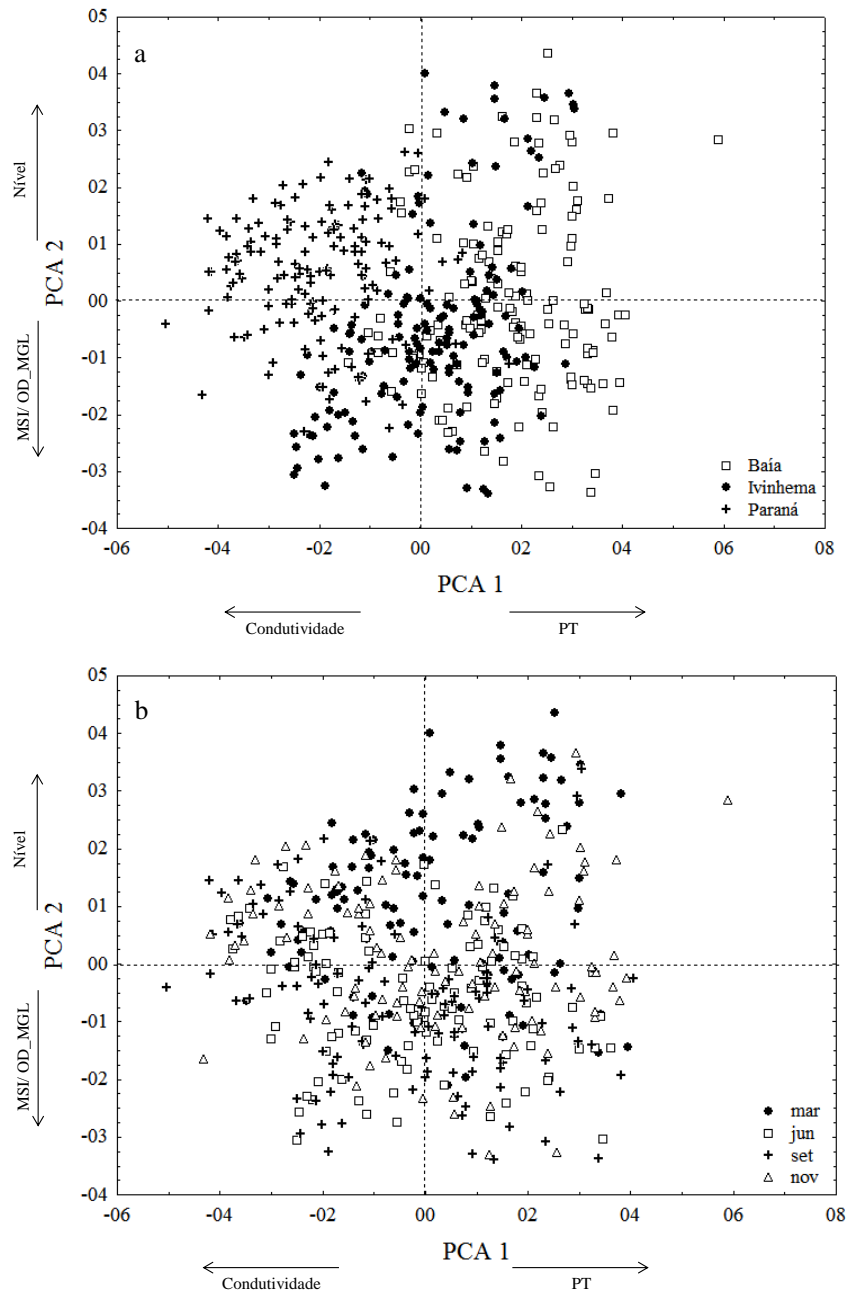 a
05
04
03
02
01
00
-01
-02
-03
-04
Nível
PCA 2
MSI/ OD_MGL
Baía
Ivinhema
Paraná
-06 -04 -02 00 02 04 06 08
PCA 1
Condutividade PT
b
05
04
03
02
01
00
-01
-02
-03
-04
Nível
PCA 2
MSI/ OD_MGL
mar
jun
set
nov
-06 -04 -02 00 02 04 06 08
PCA 1
Condutividade PT